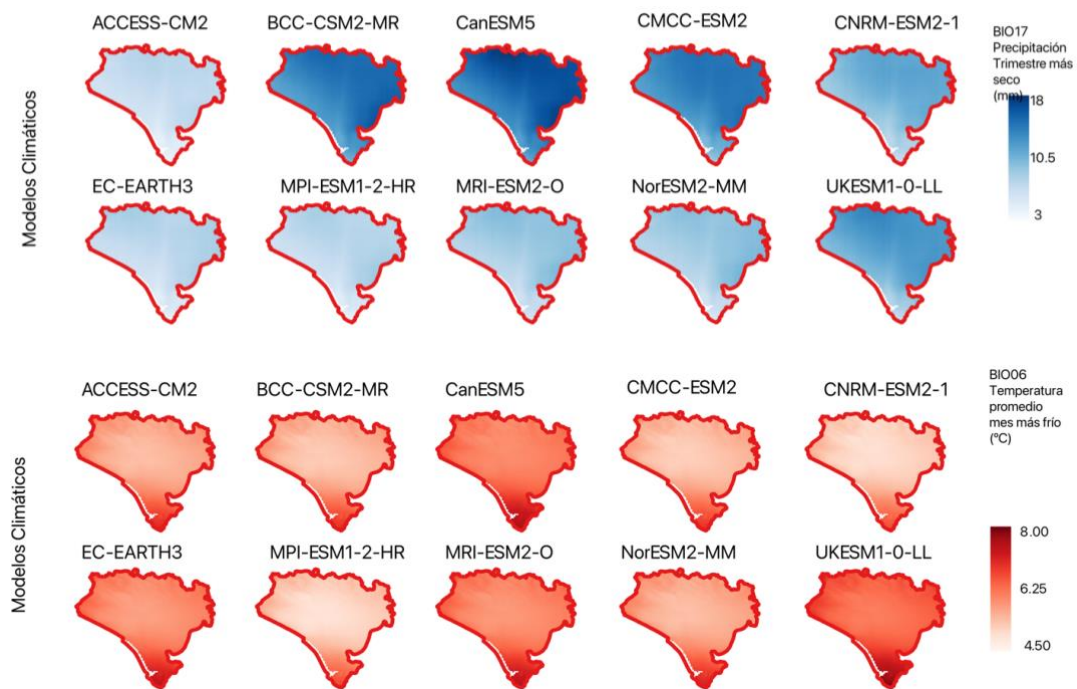 ACCESS-CM2 BCC-CSM2-MR CanESM5 CMCC-ESM2 CNRM-ESM2-1
BIO17
Precipitación
Trimestre más
seco
(mm)
18
10.5
3
Modelos Climáticos
EC-EARTH3 MPI-ESM1-2-HR MRI-ESM2-O NorESM2-MM UKESM1-0-LL
ACCESS-CM2 BCC-CSM2-MR CanESM5 CMCC-ESM2 CNRM-ESM2-1
BIO06
Temperatura
promedio
mes más frío
(°C)
8.00
6.25
4.50
Modelos Climáticos
EC-EARTH3 MPI-ESM1-2-HR MRI-ESM2-O NorESM2-MM UKESM1-0-LL